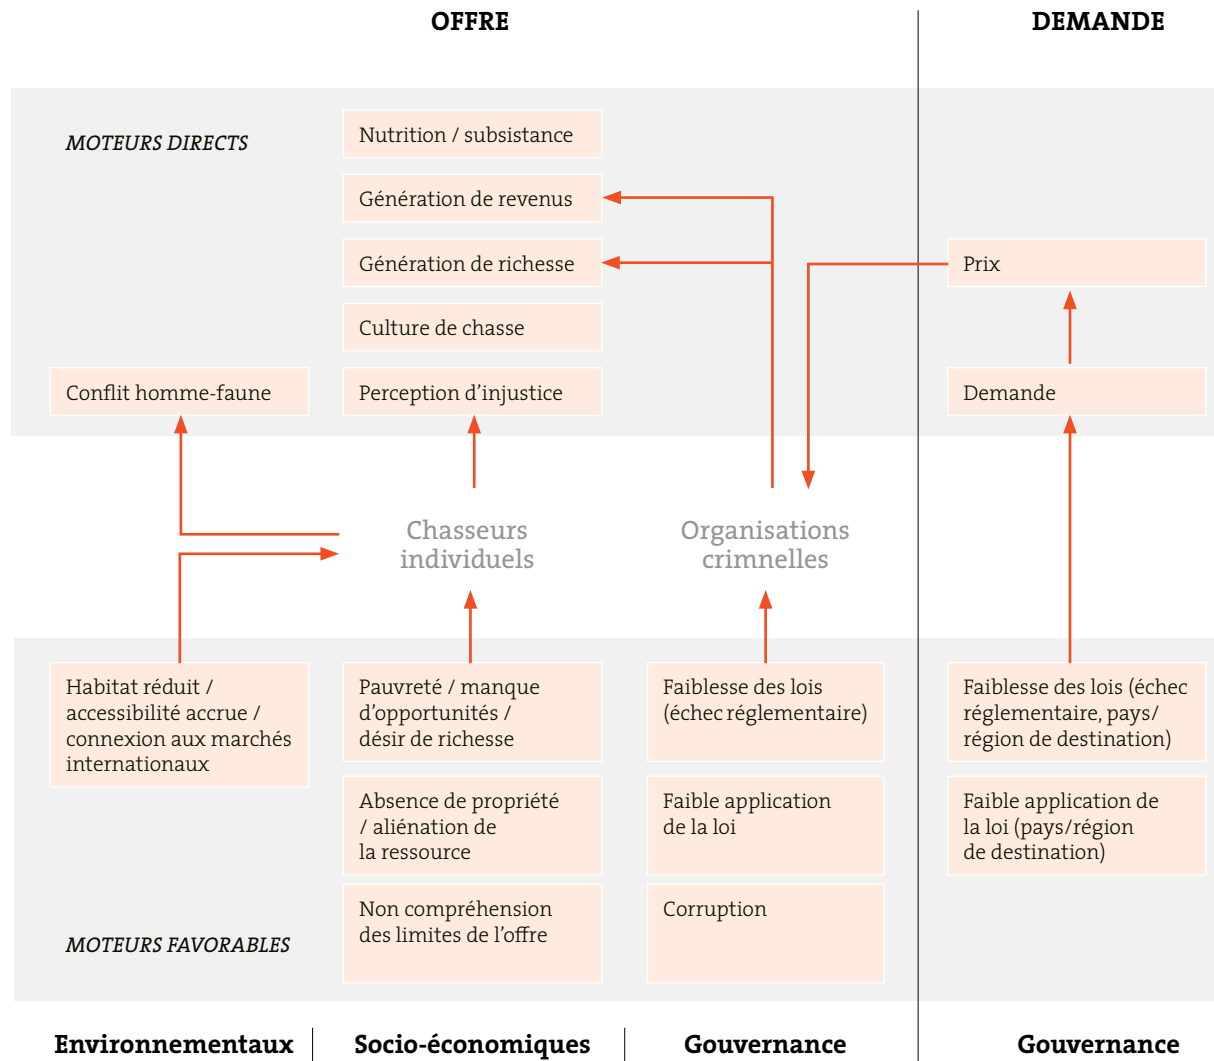 OFFRE
DEMANDE
MOTEURS DIRECTS
Nutrition / subsistance
Génération de revenus
Génération de richesse
Prix
Culture de chasse
Conflit homme-faune
Perception d’injustice
Demande
Chasseurs
individuels
Organisations
crimnelles
Habitat réduit /
accessibilité accrue /
connexion aux marchés
internationaux
Pauvreté / manque
d’opportunités /
désir de richesse
Faiblesse des lois
(échec réglementaire)
Faiblesse des lois (échec
réglementaire, pays/
région de destination)
Absence de propriété
/ aliénation de
la ressource
Faible application
de la loi
Faible application de
la loi (pays/région
de destination)
Non compréhension
des limites de l’offre
Corruption
MOTEURS FAVORABLES
Environnementaux
Socio-économiques
Gouvernance
Gouvernance